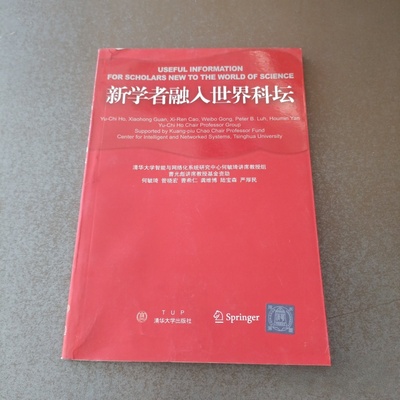 USEFUL INFORMATION
FOR SCHOLARS NEW TO THE WORLD OF SCIENCE
新学者融入世界科坛
Yu-Chi Ho, Xiaohong Guan, Xi-Ren Cao, Weibo Gong, Peter B. Luh, Houmin Yan
Yu-Chi Ho Chair Professor Group
Supported by Kuang-piu Chao Chair Professor Fund
Center for Intelligent and Networked Systems, Tsinghua University
清华大学智能与网络化系统研究中心何毓琦讲席教授组
曹光彪讲席教授基金资助
何毓琦 管晓宏 曹希仁 龚维博 陆宝森 严厚民
TUP
清华大学出版社
Springer